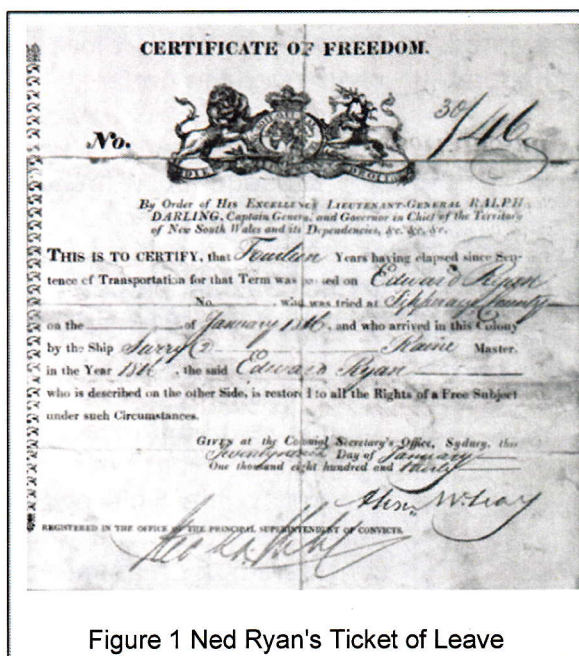 CERTIFICATE OF FREEDOM.
No. 30/46
By Order of HIS EXCELLENCY LIEUTENANT-GENERAL RALPH
DARLING, Captain General and Governor in Chief of the Territory
of New South Wales and its Dependencies, &c. &c. &c.
THIS IS TO CERTIFY, that Fourteen Years having elapsed since Sen-
tence of Transportation for that Term was passed on Edward Ryan
No. , who was tried at Tipperary County
on the of January 1816, and who arrived in this Colony
by the Ship Surry Raine Master.
in the Year 1816, the said Edward Ryan
who is described on the other Side, is restored to all the Rights of a Free Subject
under such Circumstances.
GIVEN at the Colonial Secretary's Office, Sydney, this
Day of January
One thousand eight hundred and thirty
Alexr McLeay
REGISTERED IN THE OFFICE OF THE PRINCIPAL SUPERINTENDENT OF CONVICTS.
Figure 1 Ned Ryan's Ticket of Leave